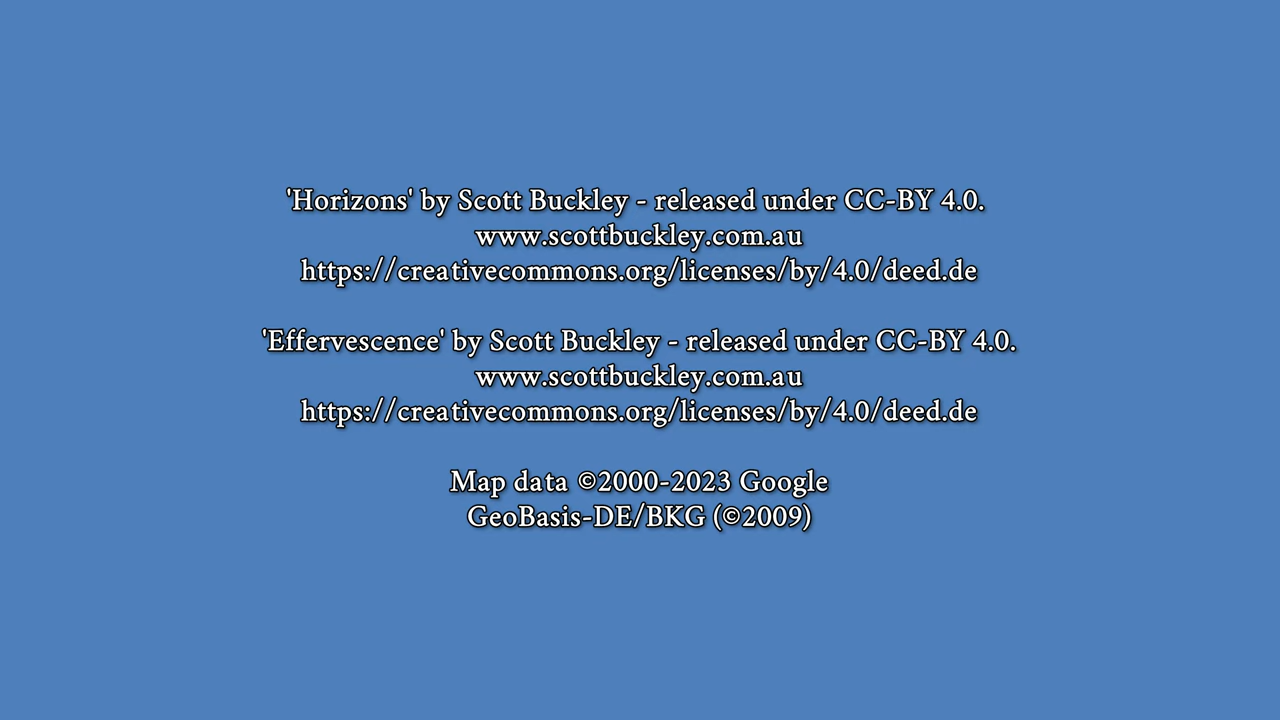 'Horizons' by Scott Buckley - released under CC-BY 4.0.
www.scottbuckley.com.au
https://creativecommons.org/licenses/by/4.0/deed.de
'Effervescence' by Scott Buckley - released under CC-BY 4.0.
www.scottbuckley.com.au
https://creativecommons.org/licenses/by/4.0/deed.de
Map data ©2000-2023 Google
GeoBasis-DE/BKG (©2009)